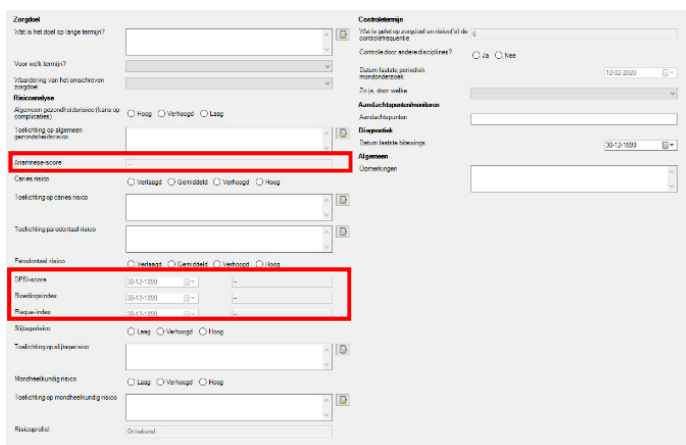 Zorgdoel
Wat is het doel op lange termijn?
Voor welk termijn?
Waardering van het omschreven
zorgdoel
Risicoanalyse
Algemeen gezondheidsrisico (kans op
complicaties)
Hoog Verhoogd Laag
Toelichting op algemeen
gezondheidsrisico
Anamnese-score
--
Cariës risico
Verlaagd Gemiddeld Verhoogd Hoog
Toelichting op cariës risico
Toelichting parodontaal risico
Parodontaal risico
Verlaagd Gemiddeld Verhoogd Hoog
DPSI-score
30-12-1899
--
Bloedingsindex
30-12-1899
--
Plaque-index
30-12-1899
--
Slijtagerisico
Laag Verhoogd Hoog
Toelichting op slijtagerisico
Mondheelkundig risico
Laag Verhoogd Hoog
Toelichting op mondheelkundig risico
Risicoprofiel
Onbekend
Controletermijn
Wat is gelet op zorgdoel en risico('s) de
controlefrequentie
Controle door andere disciplines?
Ja Nee
Datum laatste periodiek
mondonderzoek
12-02-2020
Zo ja, door welke
Aandachtspunten/monitoren
Aandachtspunten
Diagnostiek
Datum laatste bitewings
30-12-1899
Algemeen
Opmerkingen